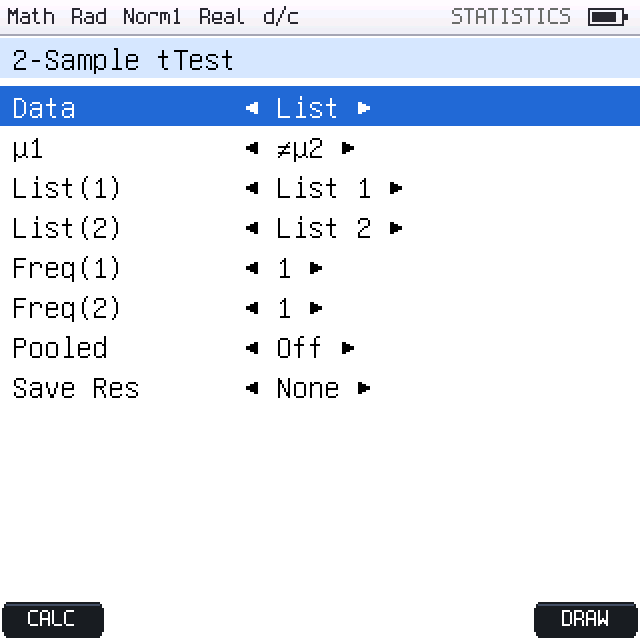 Math Rad Norm1 Real d/c STATISTICS
2-Sample tTest
Data ◄ List ►
μ1 ◄ ≠μ2 ►
List(1) ◄ List 1 ►
List(2) ◄ List 2 ►
Freq(1) ◄ 1 ►
Freq(2) ◄ 1 ►
Pooled ◄ Off ►
Save Res ◄ None ►
CALC DRAW